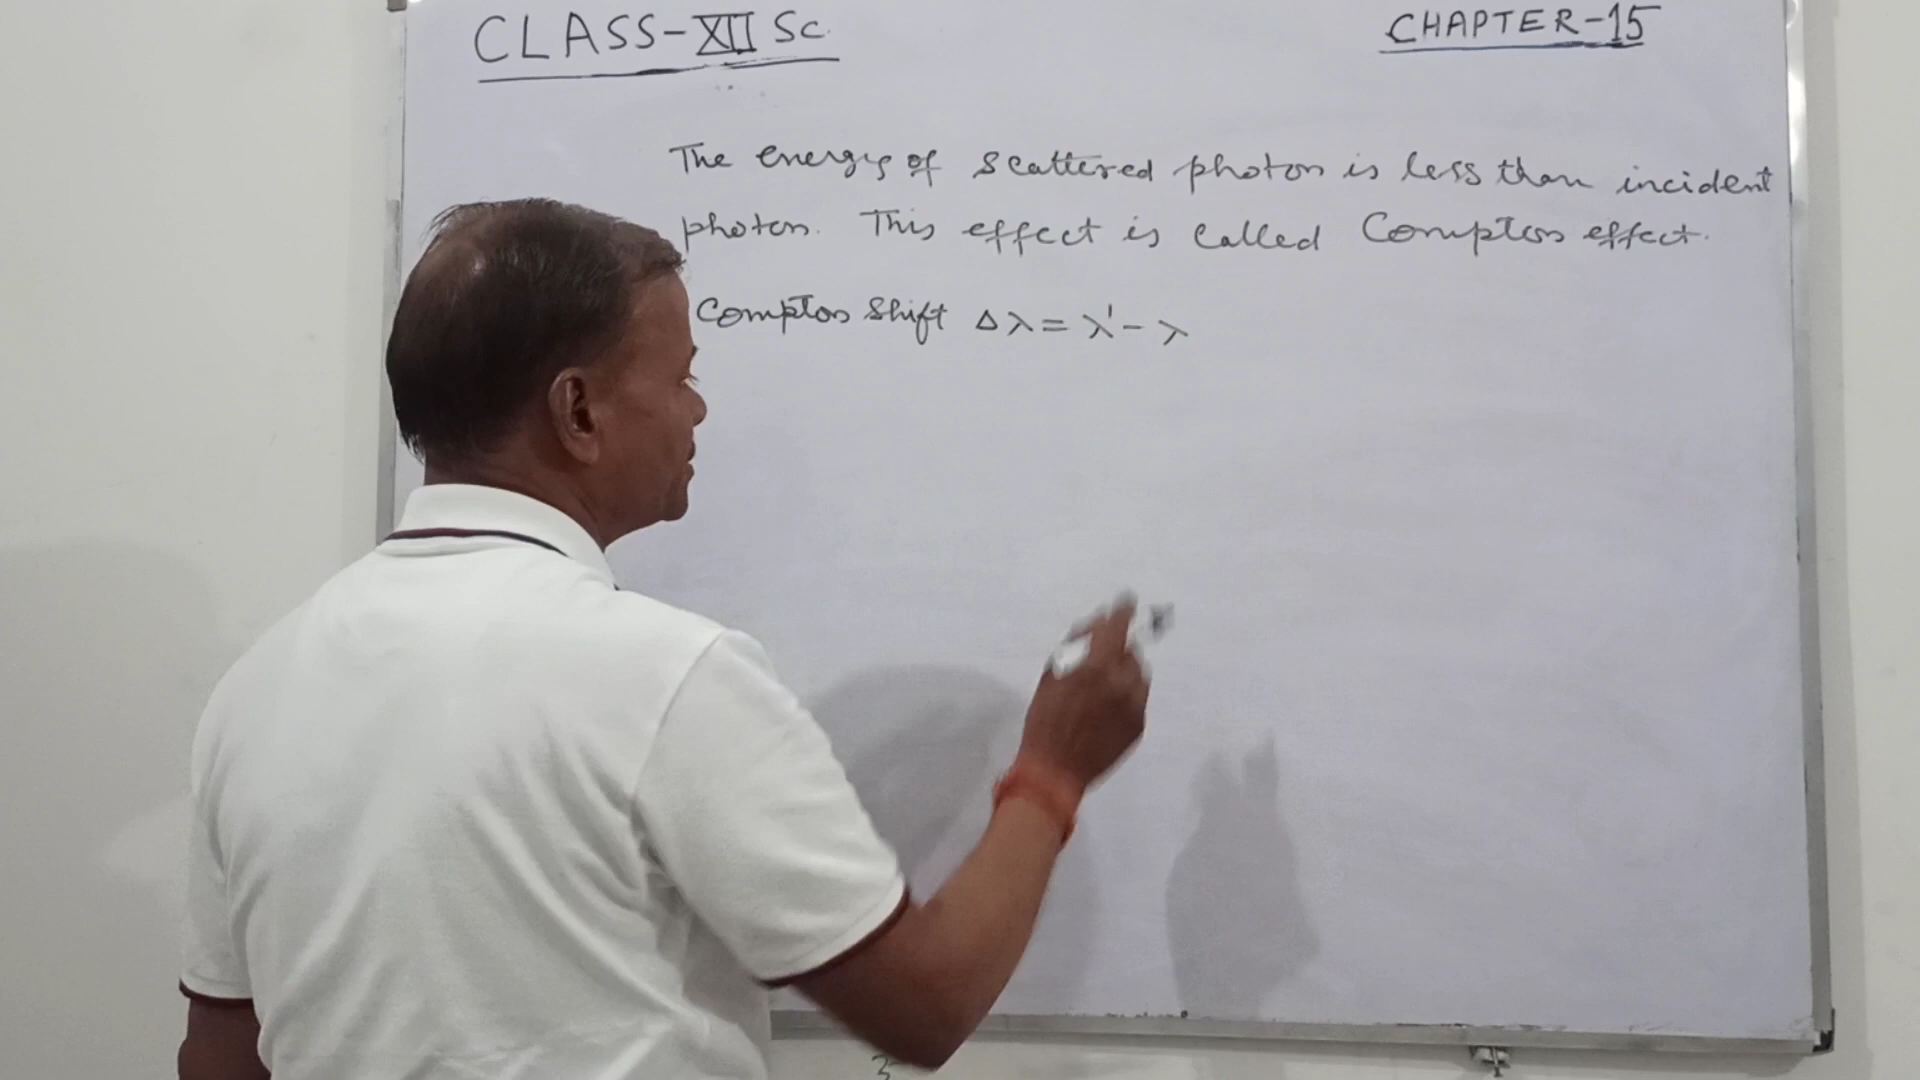 CLASS-XII Sc.
CHAPTER-15
The energy of scattered photon is less than incident
photon. This effect is called Compton effect.
Compton Shift Δλ = λ' - λ
3